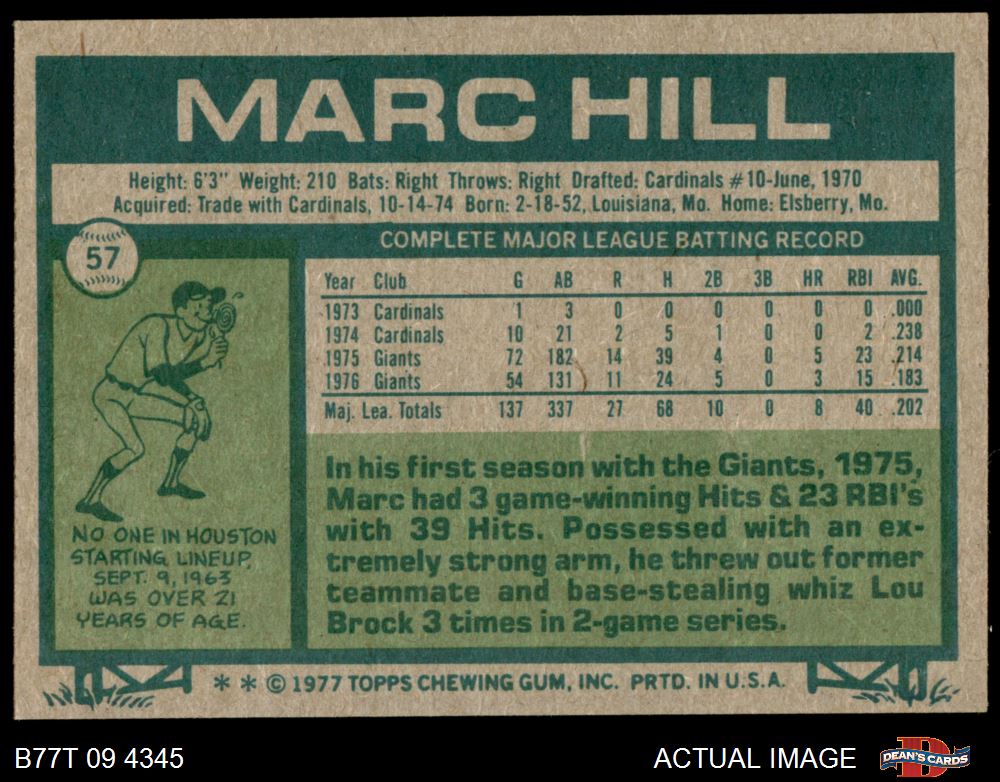 MARC HILL
Height: 6'3" Weight: 210 Bats: Right Throws: Right Drafted: Cardinals #10-June, 1970
Acquired: Trade with Cardinals, 10-14-74 Born: 2-18-52, Louisiana, Mo. Home: Elsberry, Mo.
57
COMPLETE MAJOR LEAGUE BATTING RECORD
Year Club G AB R H 2B 3B HR RBI AVG.
1973 Cardinals 1 3 0 0 0 0 0 0 .000
1974 Cardinals 10 21 2 5 1 0 0 2 .238
1975 Giants 72 182 14 39 4 0 5 23 .214
1976 Giants 54 131 11 24 5 0 3 15 .183
Maj. Lea. Totals 137 337 27 68 10 0 8 40 .202
NO ONE IN HOUSTON
STARTING LINEUP,
SEPT. 9, 1963
WAS OVER 21
YEARS OF AGE.
In his first season with the Giants, 1975,
Marc had 3 game-winning Hits & 23 RBI's
with 39 Hits. Possessed with an ex-
tremely strong arm, he threw out former
teammate and base-stealing whiz Lou
Brock 3 times in 2-game series.
* * © 1977 TOPPS CHEWING GUM, INC. PRTD. IN U.S.A.
B77T 09 4345
ACTUAL IMAGE
DEAN'S CARDS